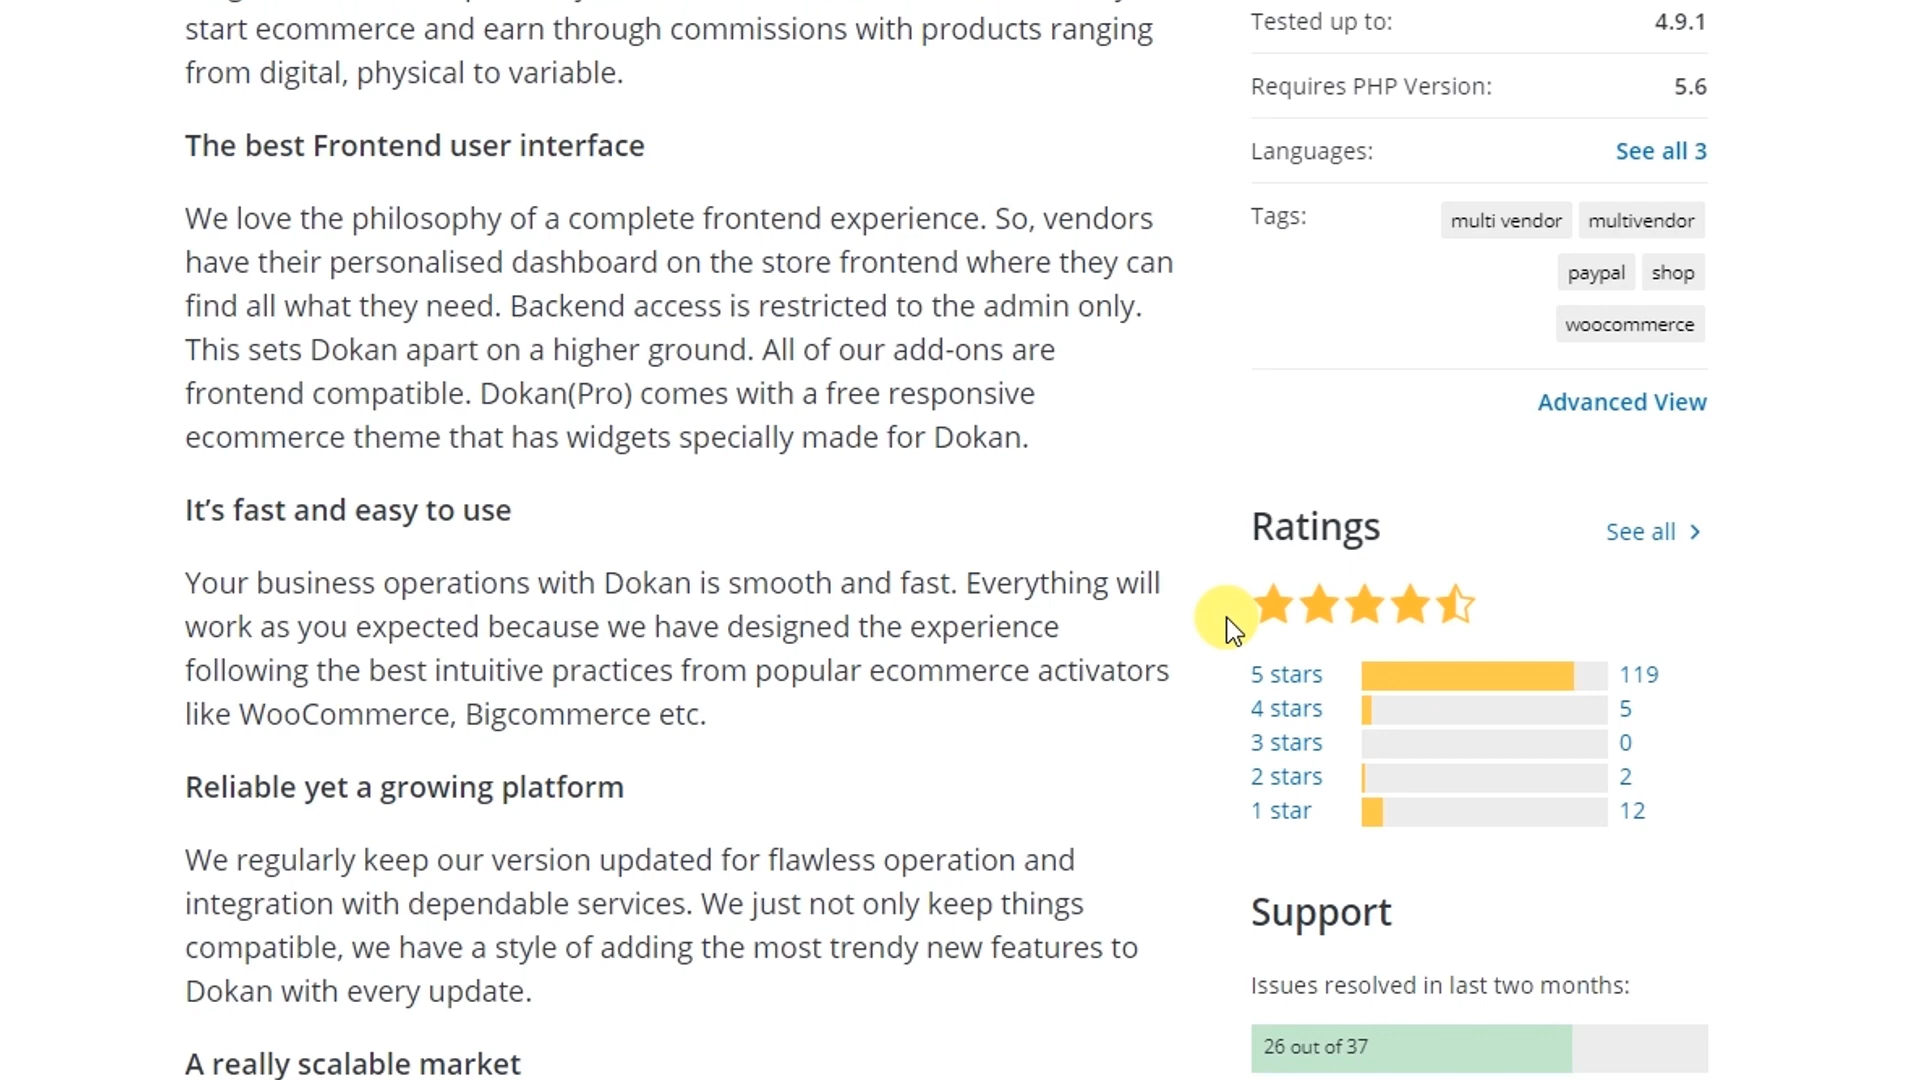 start ecommerce and earn through commissions with products ranging
from digital, physical to variable.
The best Frontend user interface
We love the philosophy of a complete frontend experience. So, vendors
have their personalised dashboard on the store frontend where they can
find all what they need. Backend access is restricted to the admin only.
This sets Dokan apart on a higher ground. All of our add-ons are
frontend compatible. Dokan(Pro) comes with a free responsive
ecommerce theme that has widgets specially made for Dokan.
It’s fast and easy to use
Your business operations with Dokan is smooth and fast. Everything will
work as you expected because we have designed the experience
following the best intuitive practices from popular ecommerce activators
like WooCommerce, Bigcommerce etc.
Reliable yet a growing platform
We regularly keep our version updated for flawless operation and
integration with dependable services. We just not only keep things
compatible, we have a style of adding the most trendy new features to
Dokan with every update.
A really scalable market
Tested up to: 4.9.1
Requires PHP Version: 5.6
Languages: See all 3
Tags: multi vendor multivendor
paypal shop
woocommerce
Advanced View
Ratings See all
5 stars 119
4 stars 5
3 stars 0
2 stars 2
1 star 12
Support
Issues resolved in last two months:
26 out of 37